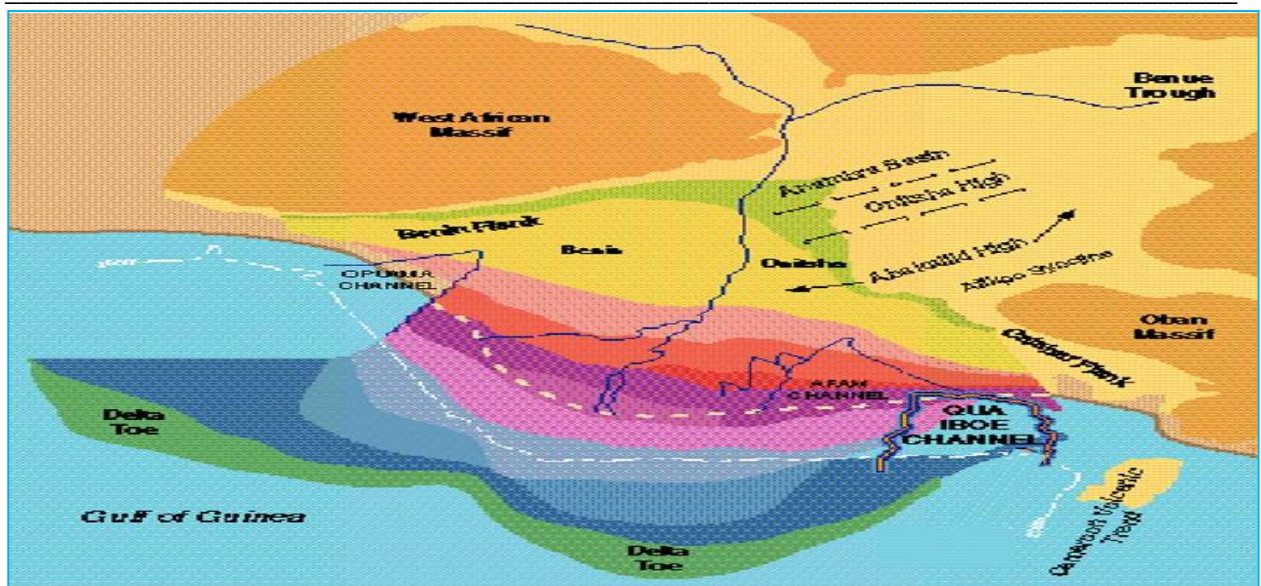 Benue
Trough
West African
Massif
Anambra Basin
Onitsha High
Benin Flank
Benin
Onitsha
Abakaliki High
Afikpo Syncline
OPUAMA
CHANNEL
Oban
Massif
Calabar Flank
AFAM
CHANNEL
QUA
IBOE
CHANNEL
Delta
Toe
Gulf of Guinea
Cameroon Volcanic
Trend
Delta
Toe